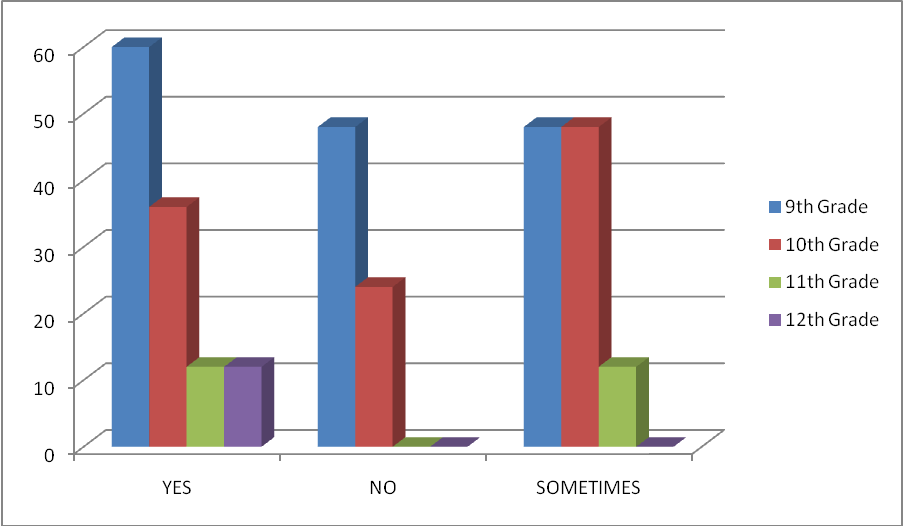 60
50
40
30
20
10
0
YES NO SOMETIMES
9th Grade
10th Grade
11th Grade
12th Grade